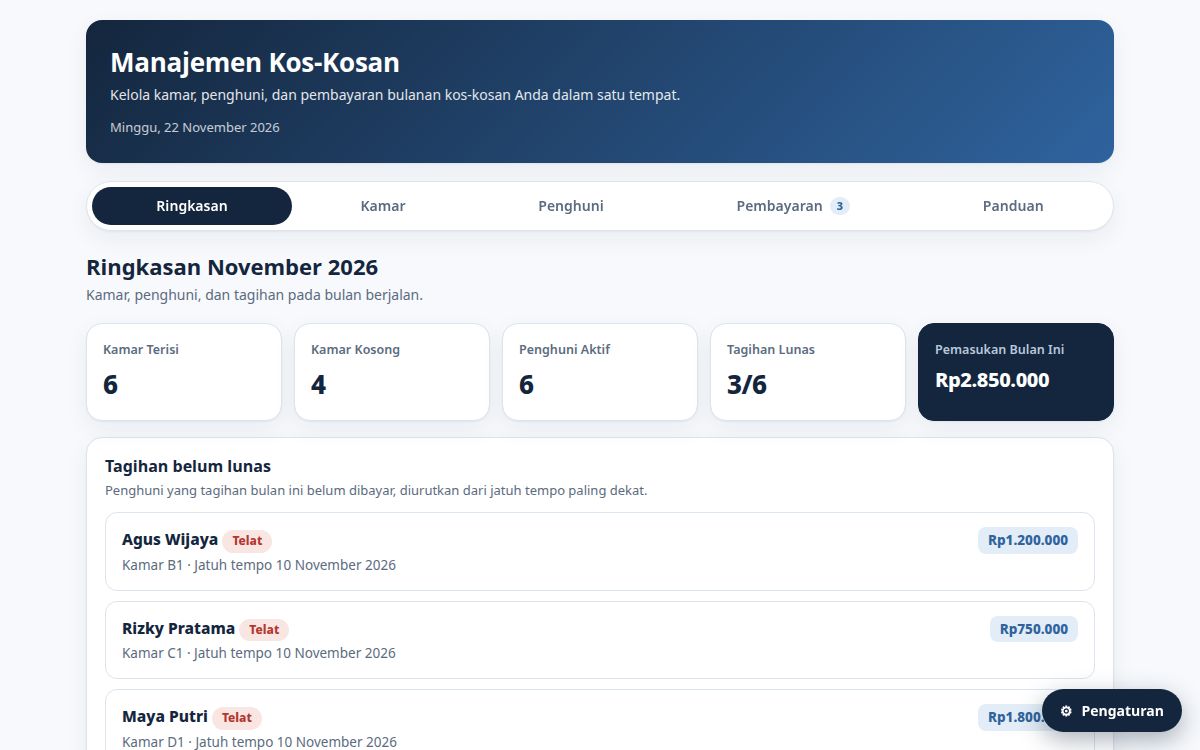 Manajemen Kos-Kosan
Kelola kamar, penghuni, dan pembayaran bulanan kos-kosan Anda dalam satu tempat.
Minggu, 22 November 2026
Ringkasan Kamar Penghuni Pembayaran 3 Panduan
Ringkasan November 2026
Kamar, penghuni, dan tagihan pada bulan berjalan.
Kamar Terisi
6
Kamar Kosong
4
Penghuni Aktif
6
Tagihan Lunas
3/6
Pemasukan Bulan Ini
Rp2.850.000
Tagihan belum lunas
Penghuni yang tagihan bulan ini belum dibayar, diurutkan dari jatuh tempo paling dekat.
Agus Wijaya Telat Rp1.200.000
Kamar B1 · Jatuh tempo 10 November 2026
Rizky Pratama Telat Rp750.000
Kamar C1 · Jatuh tempo 10 November 2026
Maya Putri Telat Rp1.800.
Kamar D1 · Jatuh tempo 10 November 2026
⚙ Pengaturan